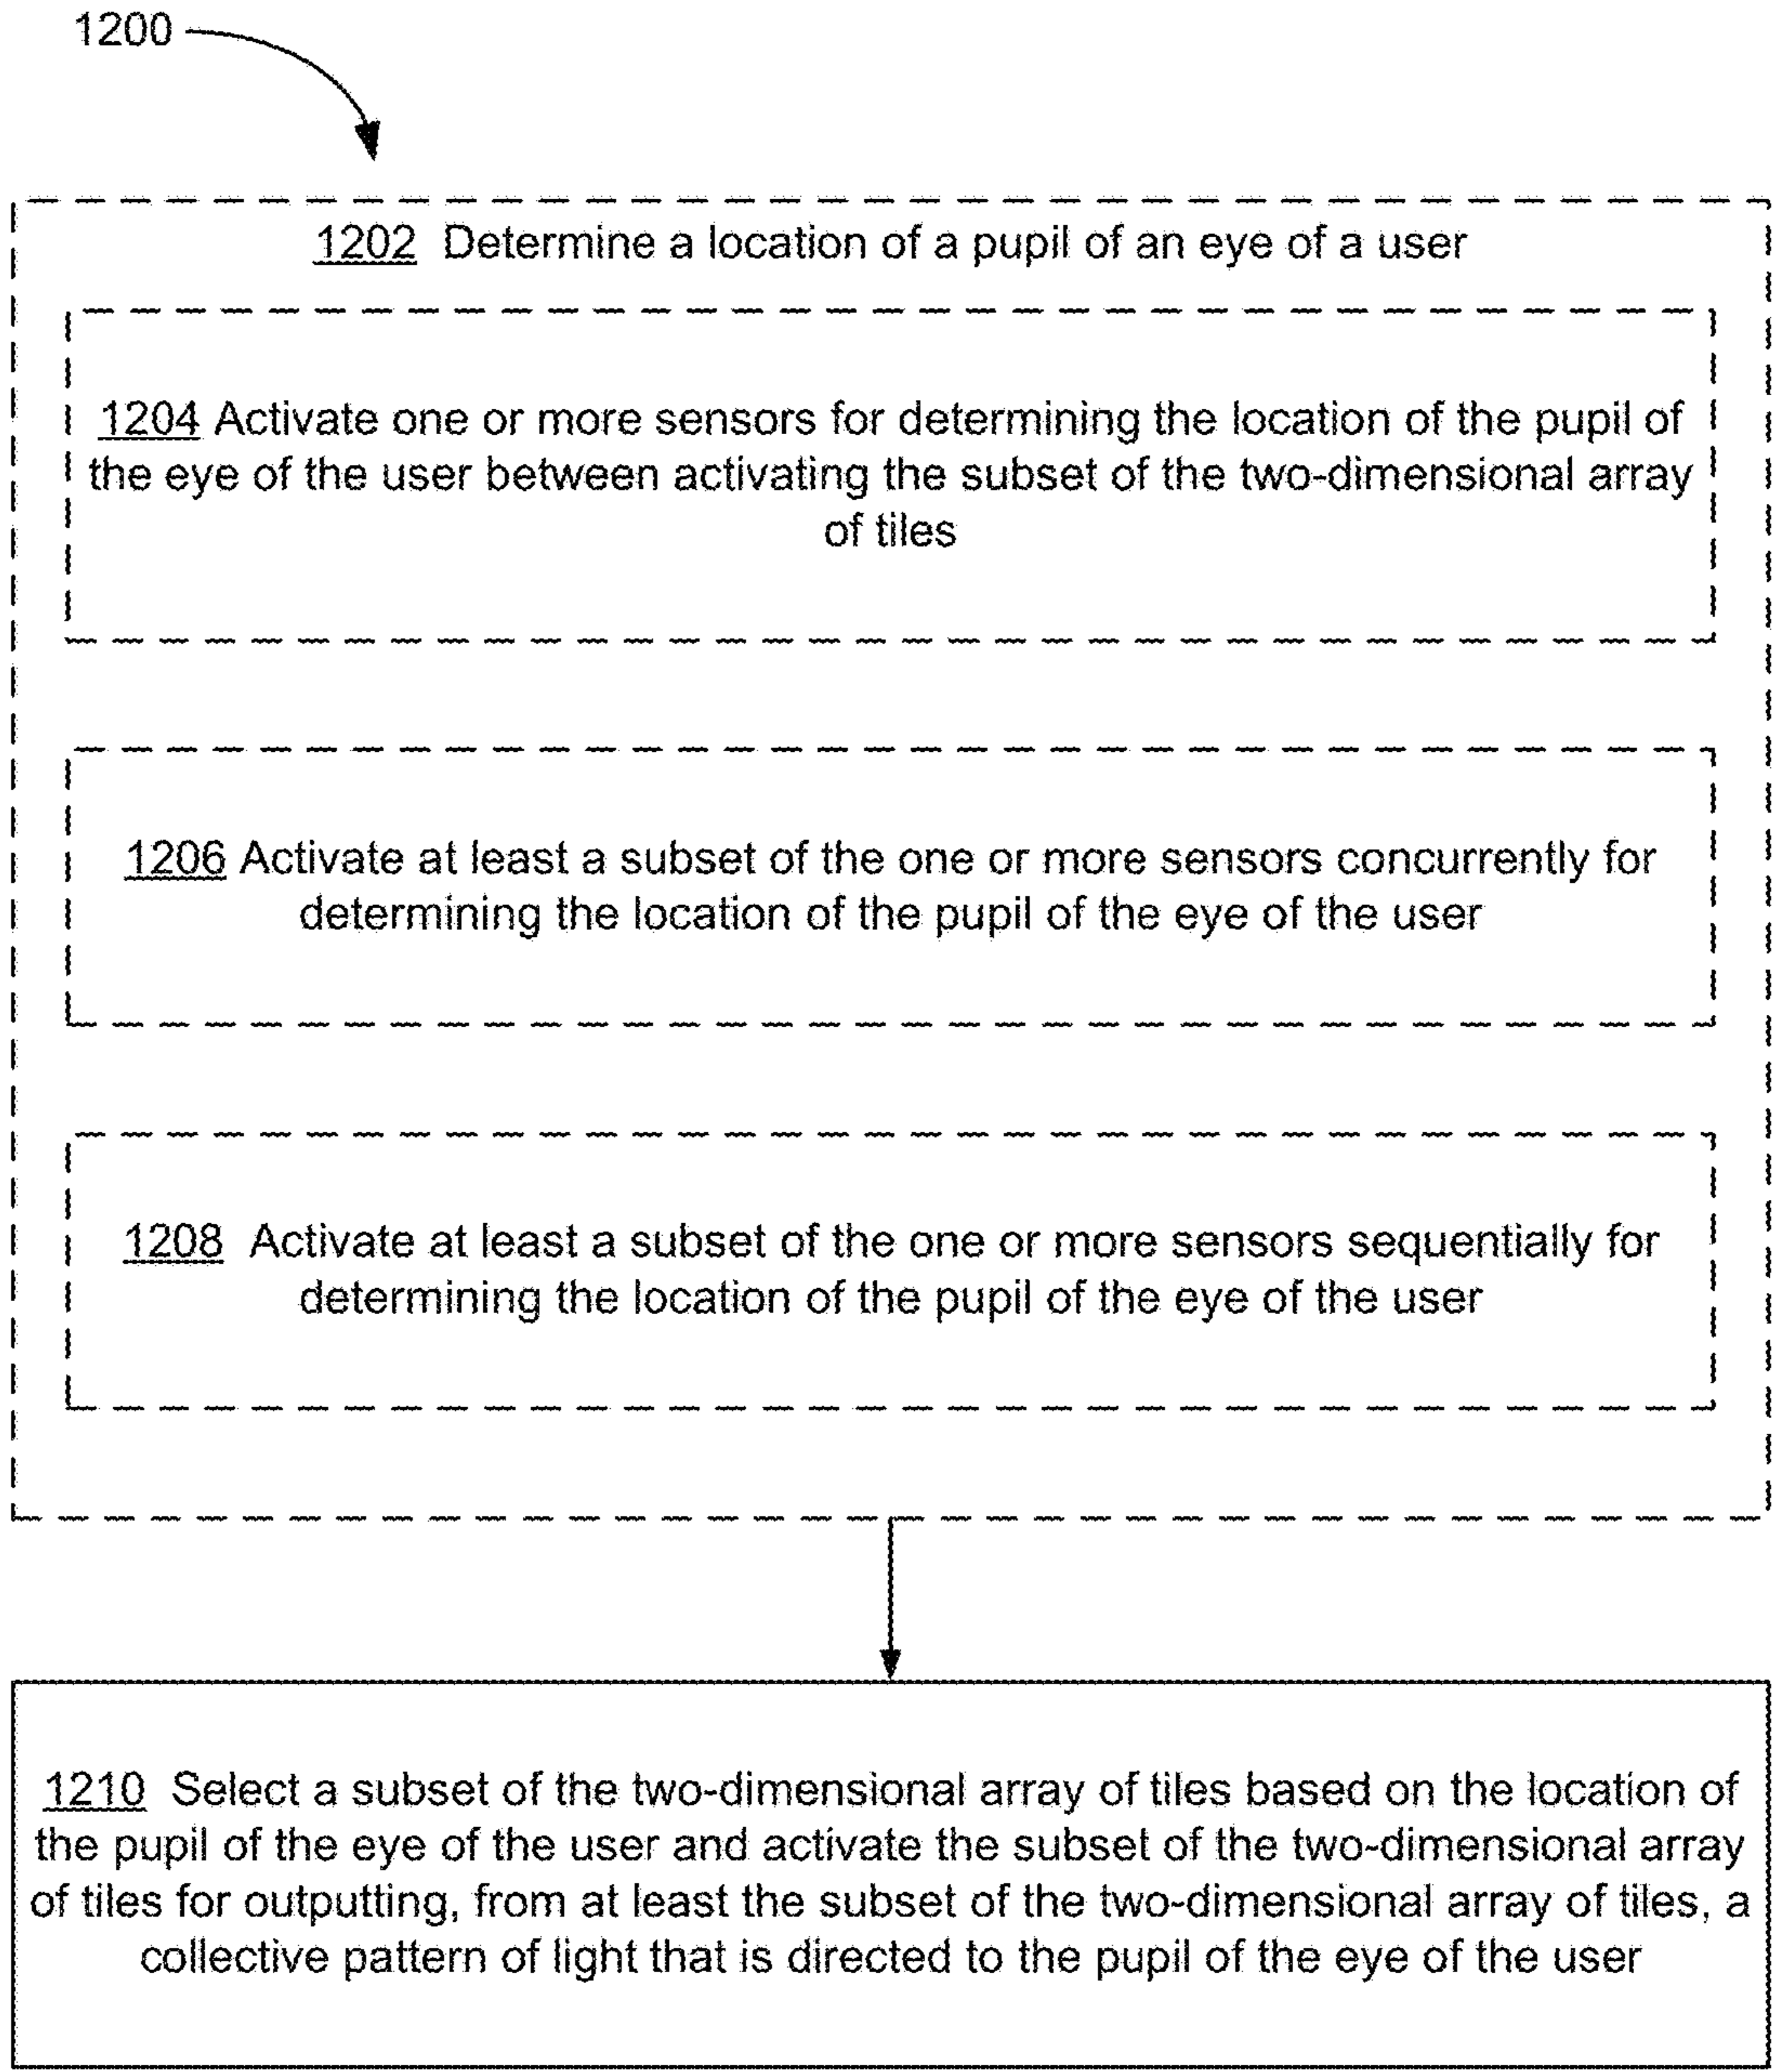 1200
1202 Determine a location of a pupil of an eye of a user
1204 Activate one or more sensors for determining the location of the pupil of
the eye of the user between activating the subset of the two-dimensional array
of tiles
1206 Activate at least a subset of the one or more sensors concurrently for
determining the location of the pupil of the eye of the user
1208 Activate at least a subset of the one or more sensors sequentially for
determining the location of the pupil of the eye of the user
1210 Select a subset of the two-dimensional array of tiles based on the location of
the pupil of the eye of the user and activate the subset of the two-dimensional array
of tiles for outputting, from at least the subset of the two-dimensional array of tiles, a
collective pattern of light that is directed to the pupil of the eye of the user